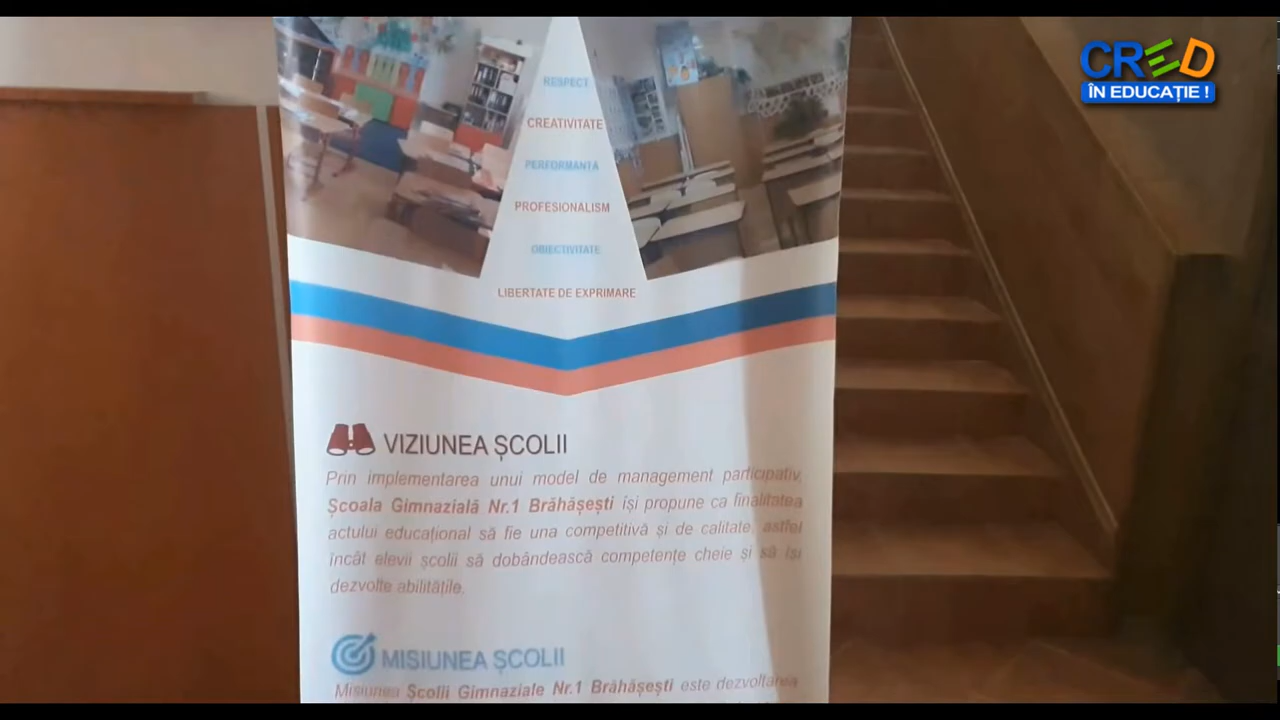 CRED
ÎN EDUCAȚIE !
RESPECT
CREATIVITATE
PERFORMANȚA
PROFESIONALISM
OBIECTIVITATE
LIBERTATE DE EXPRIMARE
VIZIUNEA ȘCOLII
Prin implementarea unui model de management participativ,
Școala Gimnazială Nr.1 Brăhășești își propune ca finalitatea
actului educațional să fie una competitivă și de calitate, astfel
încât elevii școlii să dobândească competențe cheie și să își
dezvolte abilitățile.
MISIUNEA ȘCOLII
Misiunea Școlii Gimnaziale Nr.1 Brăhășești este dezvoltarea